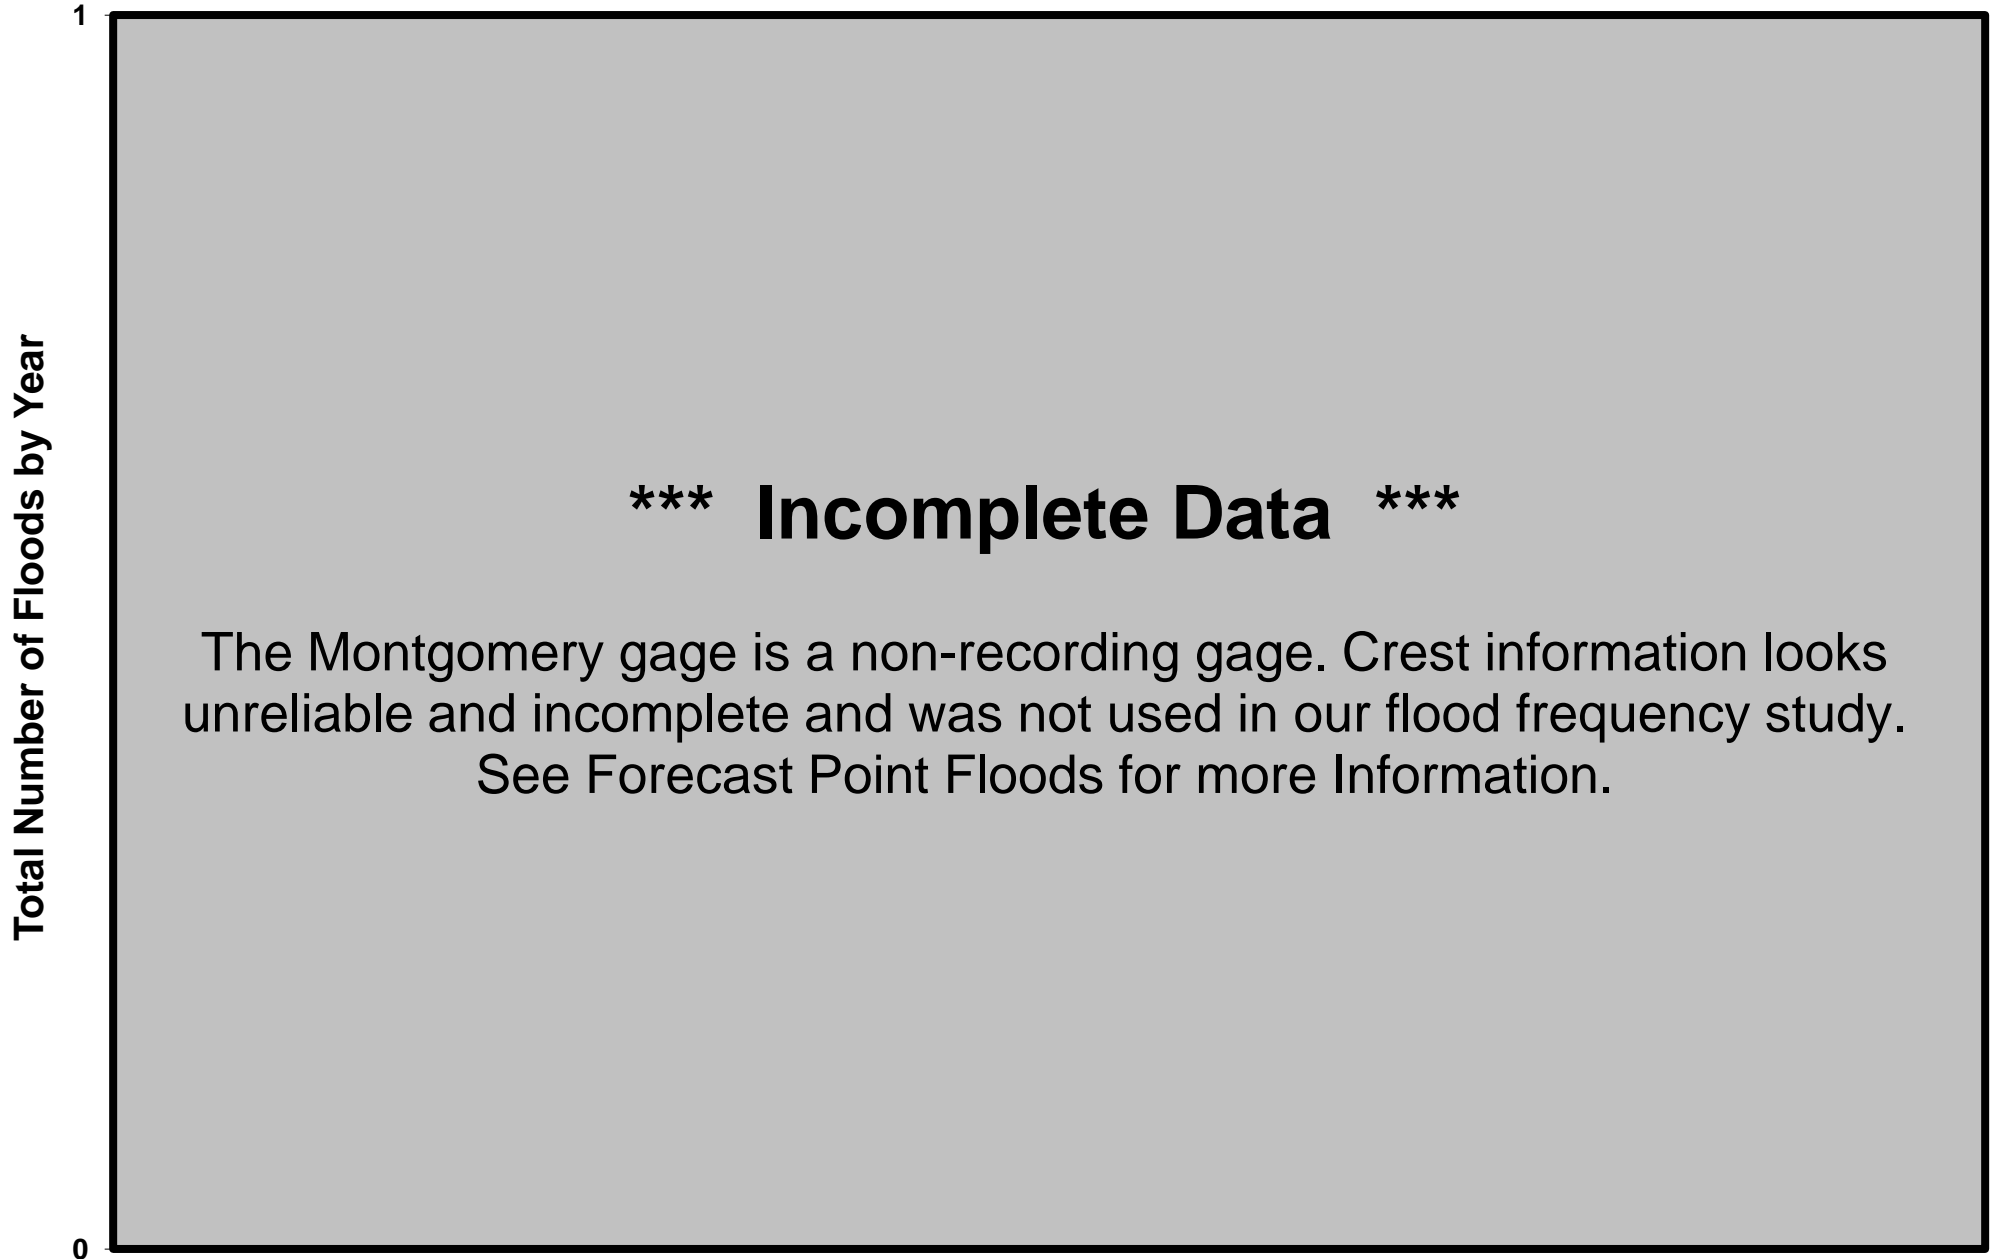 1
Total Number of Floods by Year
*** Incomplete Data ***
The Montgomery gage is a non-recording gage. Crest information looks
unreliable and incomplete and was not used in our flood frequency study.
See Forecast Point Floods for more Information.
0